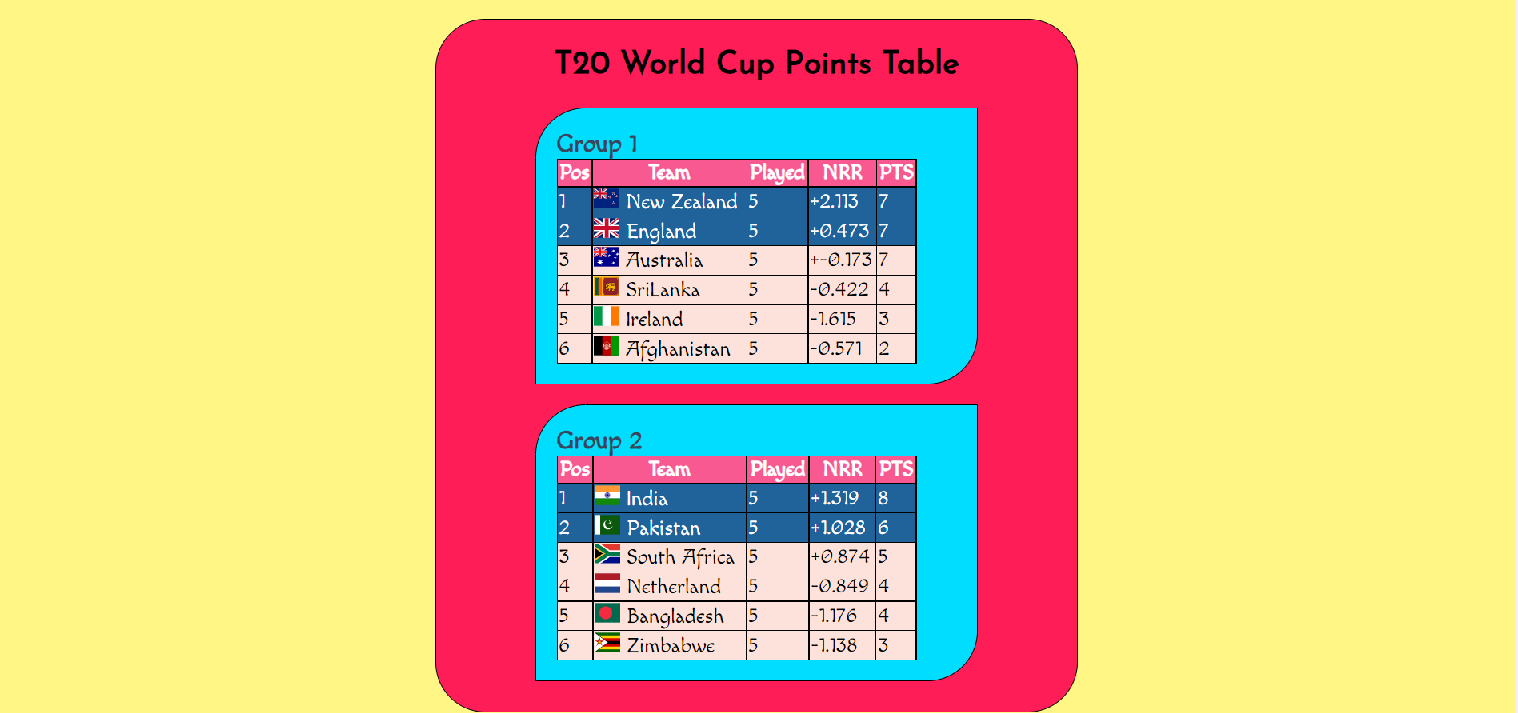 T20 World Cup Points Table
Group 1
Pos Team Played NRR PTS
1 New Zealand 5 +2.113 7
2 England 5 +0.473 7
3 Australia 5 +-0.173 7
4 SriLanka 5 -0.422 4
5 Ireland 5 -1.615 3
6 Afghanistan 5 -0.571 2
Group 2
Pos Team Played NRR PTS
1 India 5 +1.319 8
2 Pakistan 5 +1.028 6
3 South Africa 5 +0.874 5
4 Netherland 5 -0.849 4
5 Bangladesh 5 -1.176 4
6 Zimbabwe 5 -1.138 3